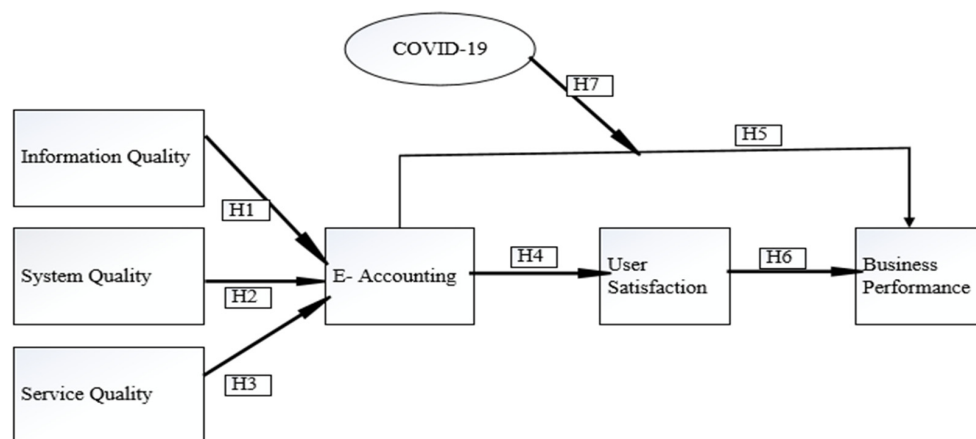 COVID-19
H7
H5
Information Quality
H1
System Quality
H2
E- Accounting
H4
User
Satisfaction
H6
Business
Performance
Service Quality
H3